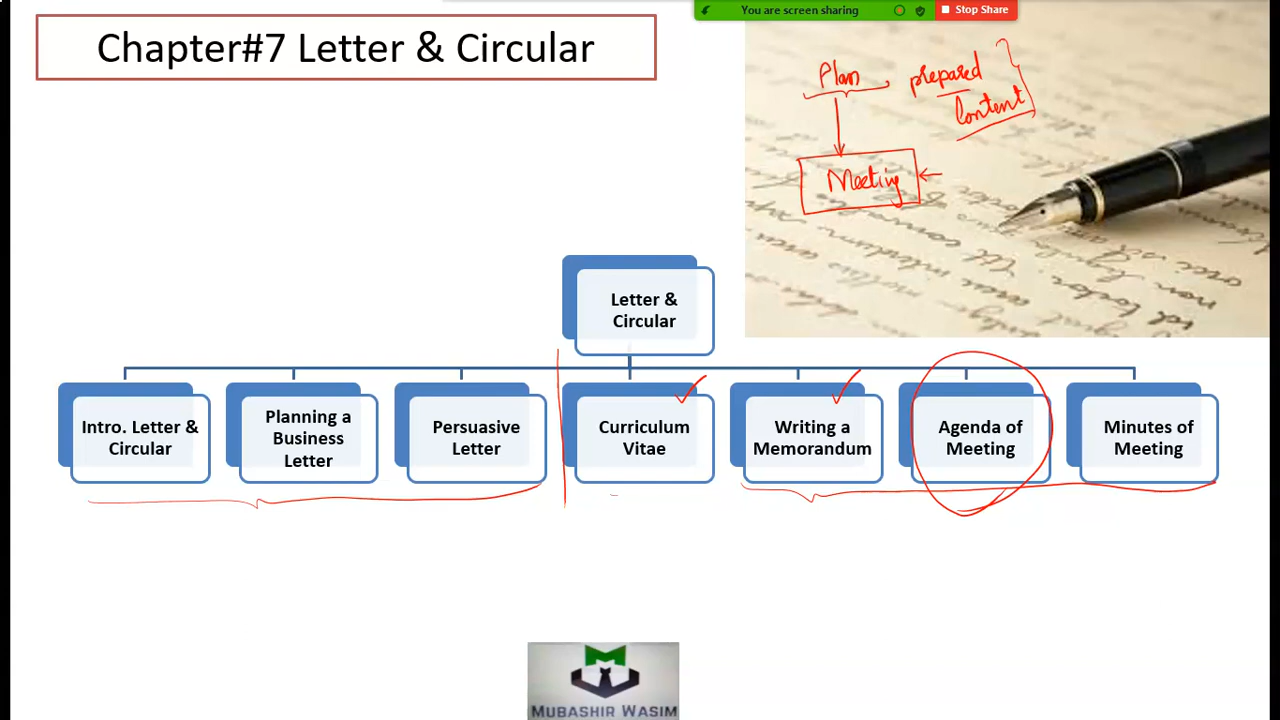 You are screen sharing
Stop Share
Chapter#7 Letter & Circular
Plan prepared
content
Meeting
Letter &
Circular
Intro. Letter &
Circular
Planning a
Business
Letter
Persuasive
Letter
Curriculum
Vitae
Writing a
Memorandum
Agenda of
Meeting
Minutes of
Meeting
MUBASHIR WASIM